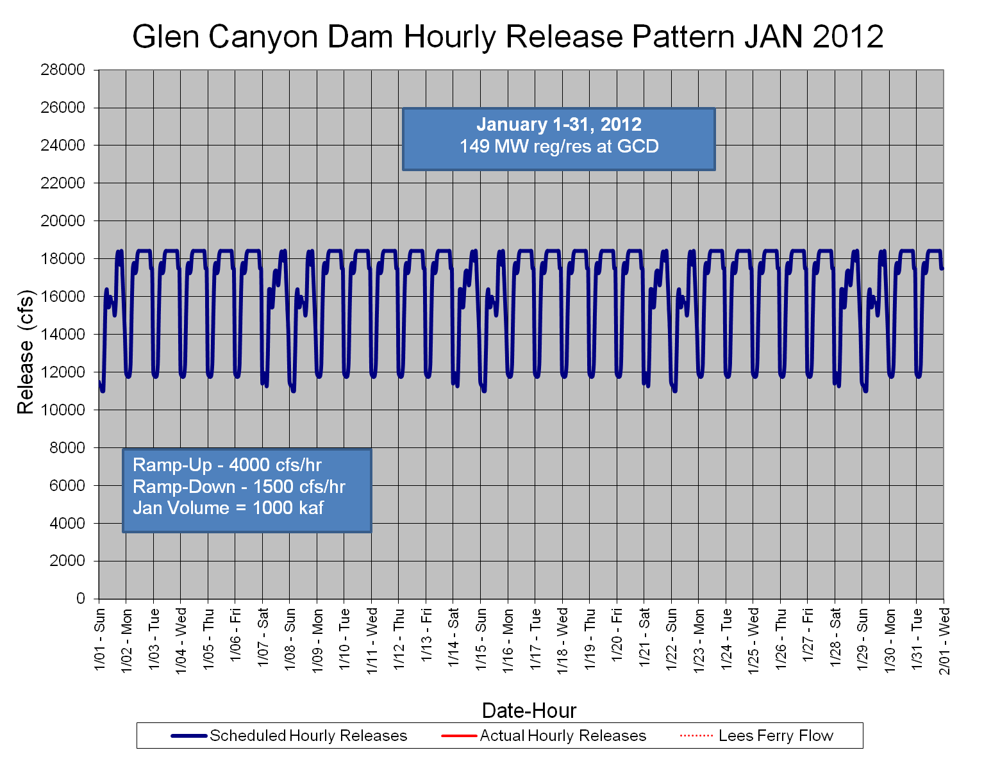 Glen Canyon Dam Hourly Release Pattern JAN 2012
28000
26000
24000
22000
20000
18000
16000
14000
12000
10000
8000
6000
4000
2000
0
Release (cfs)
January 1-31, 2012
149 MW reg/res at GCD
Ramp-Up - 4000 cfs/hr
Ramp-Down - 1500 cfs/hr
Jan Volume = 1000 kaf
1/01 - Sun
1/02 - Mon
1/03 - Tue
1/04 - Wed
1/05 - Thu
1/06 - Fri
1/07 - Sat
1/08 - Sun
1/09 - Mon
1/10 - Tue
1/11 - Wed
1/12 - Thu
1/13 - Fri
1/14 - Sat
1/15 - Sun
1/16 - Mon
1/17 - Tue
1/18 - Wed
1/19 - Thu
1/20 - Fri
1/21 - Sat
1/22 - Sun
1/23 - Mon
1/24 - Tue
1/25 - Wed
1/26 - Thu
1/27 - Fri
1/28 - Sat
1/29 - Sun
1/30 - Mon
1/31 - Tue
2/01 - Wed
Date-Hour
Scheduled Hourly Releases
Actual Hourly Releases
Lees Ferry Flow